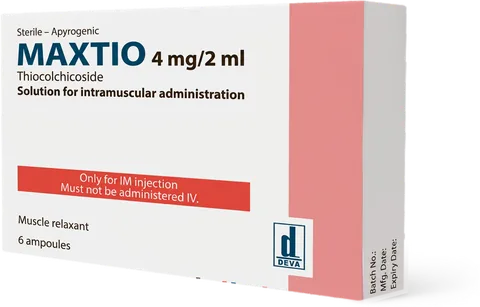 Sterile – Apyrogenic
MAXTIO 4 mg/2 ml
Thiocolchicoside
Solution for intramuscular administration
Only for IM injection
Must not be administered IV.
Muscle relaxant
6 ampoules
d
DEVA
Batch No.:
Mfg. Date:
Expiry Date: